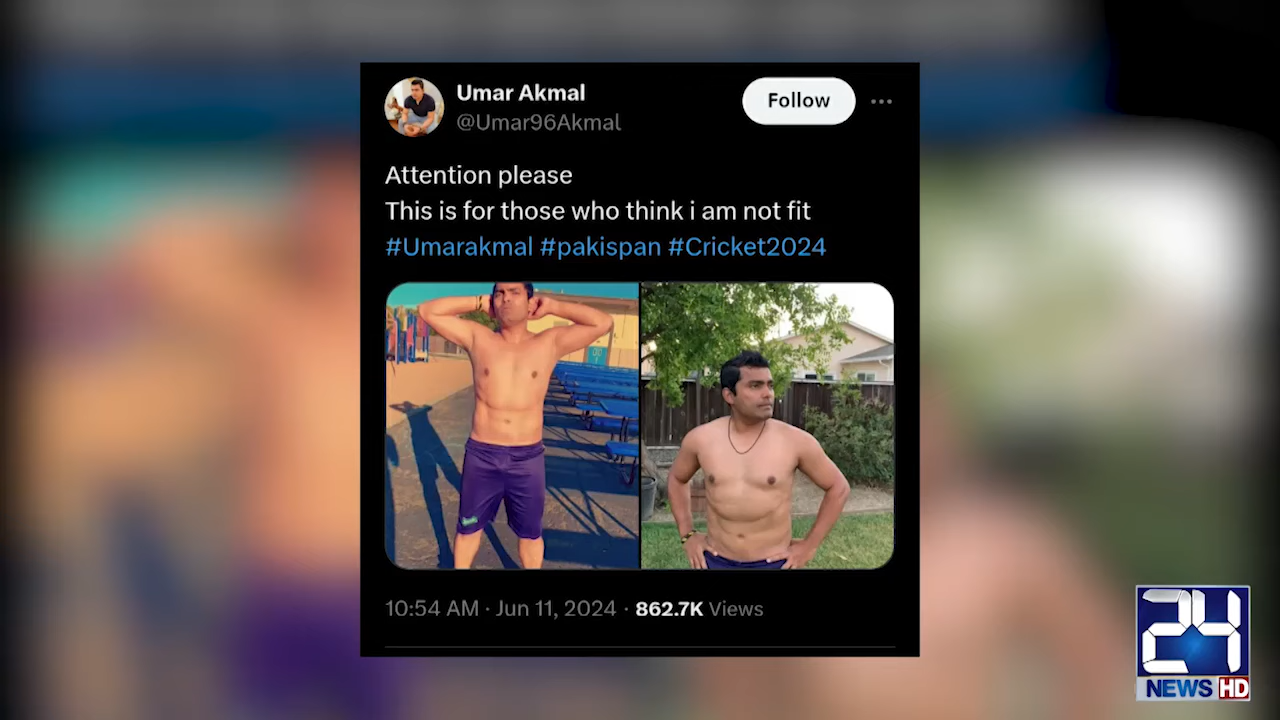 Umar Akmal
@Umar96Akmal
Follow
Attention please
This is for those who think i am not fit
#Umarakmal #pakispan #Cricket2024
10:54 AM · Jun 11, 2024 · 862.7K Views
24
NEWS HD